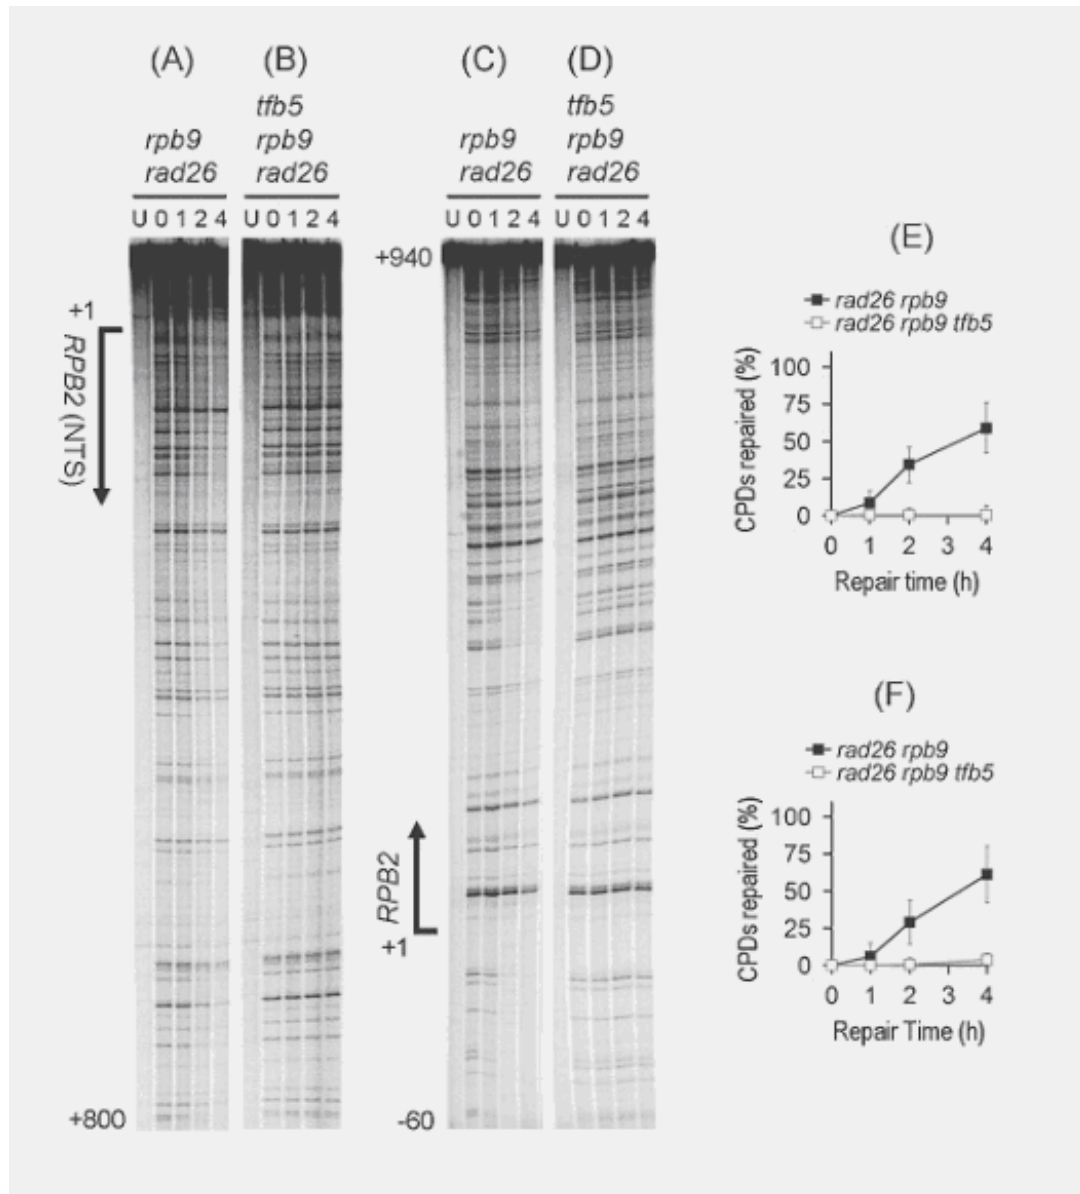 (A)
rpb9
rad26
U 0 1 2 4
(B)
tfb5
rpb9
rad26
U 0 1 2 4
+1
RPB2 (NTS)
+800
(C)
rpb9
rad26
U 0 1 2 4
(D)
tfb5
rpb9
rad26
U 0 1 2 4
+940
RPB2
+1
-60
(E)
rad26 rpb9
rad26 rpb9 tfb5
CPDs repaired (%)
100
75
50
25
0
0 1 2 3 4
Repair time (h)
(F)
rad26 rpb9
rad26 rpb9 tfb5
CPDs repaired (%)
100
75
50
25
0
0 1 2 3 4
Repair Time (h)